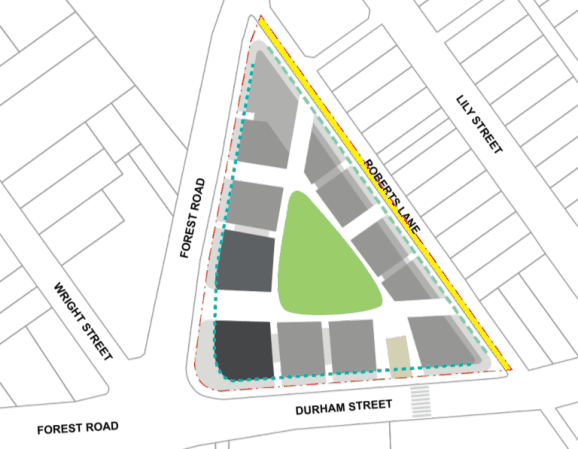 LILY STREET
ROBERTS LANE
FOREST ROAD
WRIGHT STREET
DURHAM STREET
FOREST ROAD